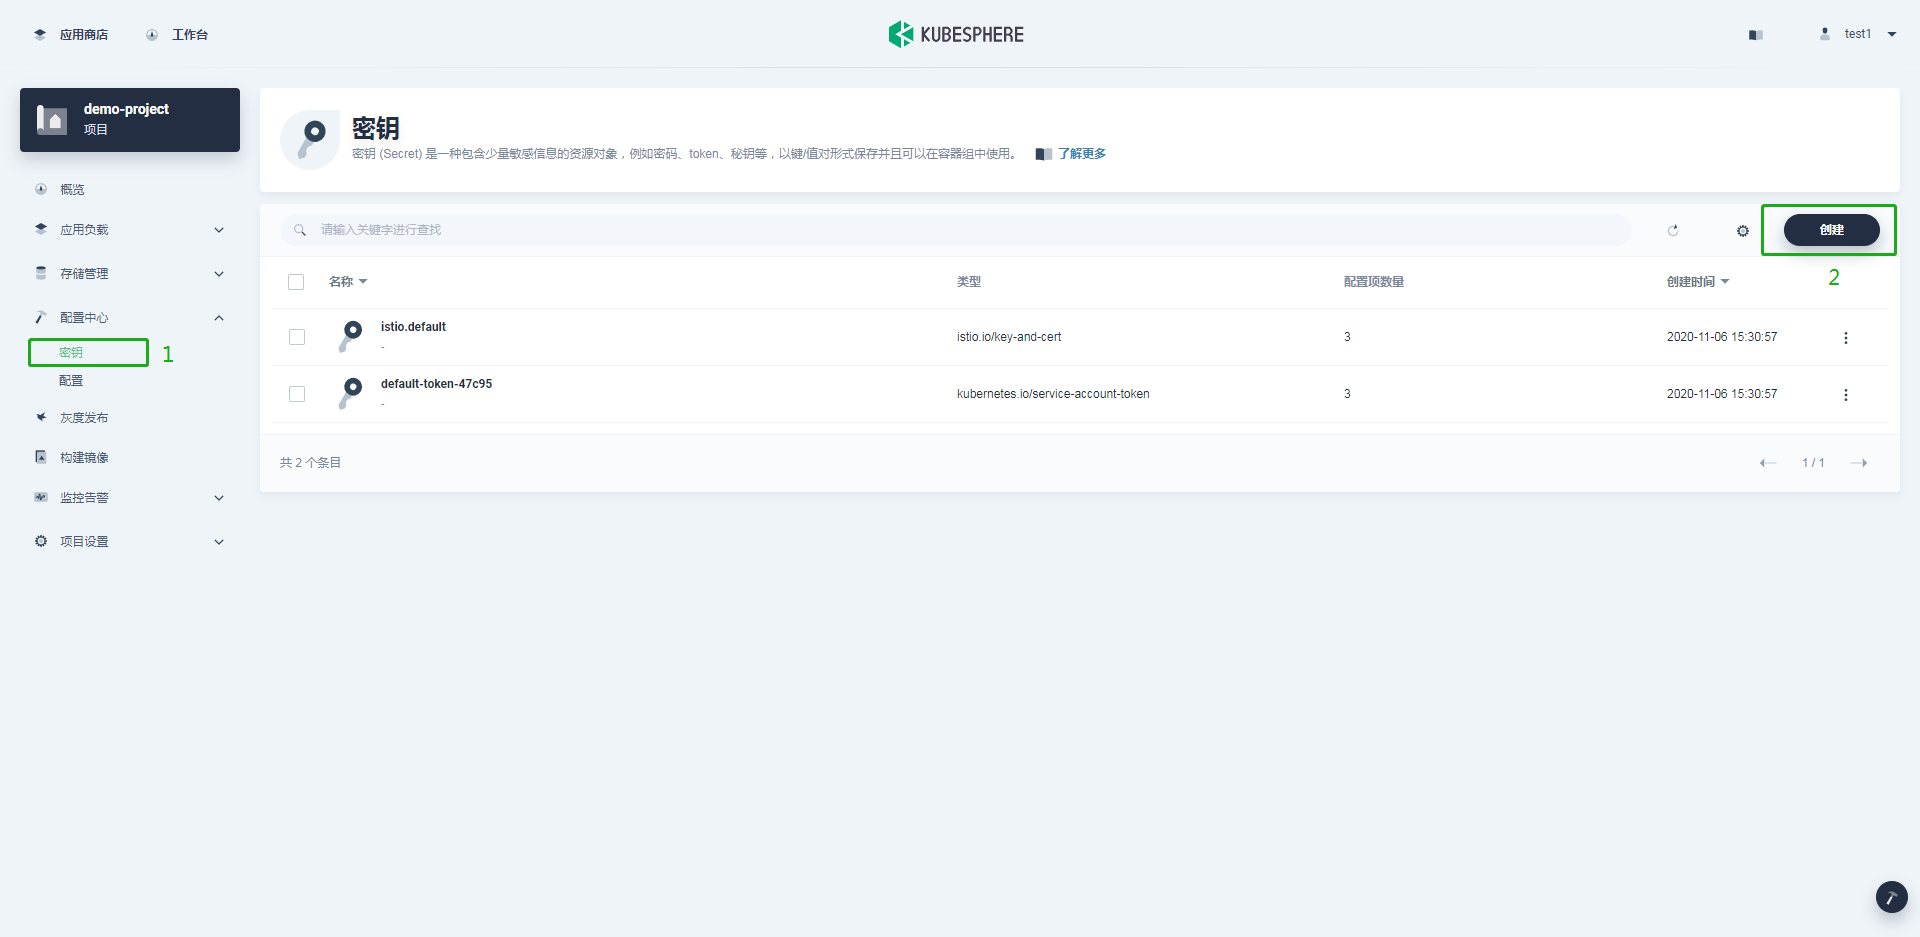 应用商店 工作台 KUBESPHERE test1
demo-project
项目
概览
应用负载
存储管理
配置中心
密钥 1
配置
灰度发布
构建镜像
监控告警
项目设置
密钥
密钥 (Secret) 是一种包含少量敏感信息的资源对象，例如密码、token、秘钥等，以键/值对形式保存并且可以在容器组中使用。 了解更多
请输入关键字进行查找 创建
2
名称 类型 配置项数量 创建时间
istio.default
-
istio.io/key-and-cert 3 2020-11-06 15:30:57
default-token-47c95
-
kubernetes.io/service-account-token 3 2020-11-06 15:30:57
共 2 个条目 1 / 1